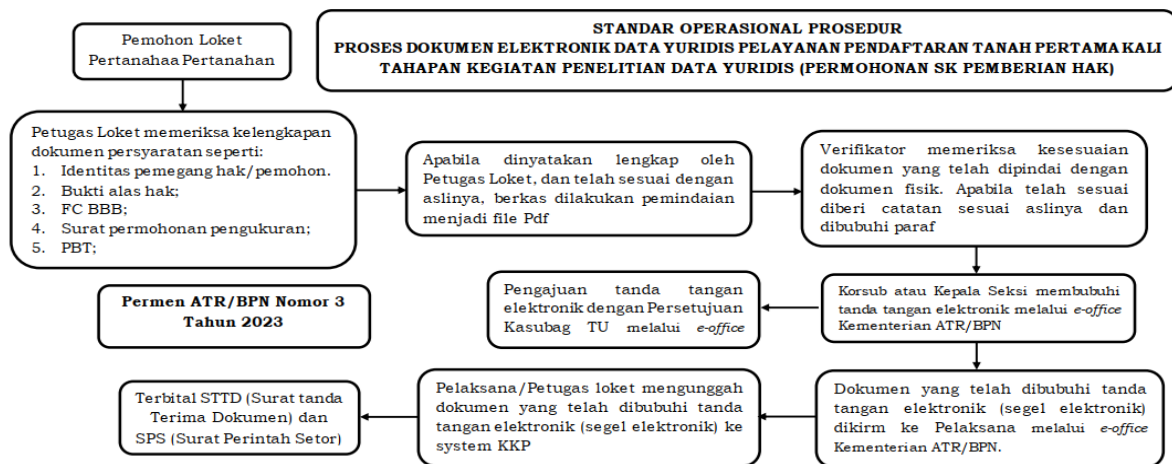 Pemohon Loket
Pertanahaa Pertanahan
STANDAR OPERASIONAL PROSEDUR
PROSES DOKUMEN ELEKTRONIK DATA YURIDIS PELAYANAN PENDAFTARAN TANAH PERTAMA KALI
TAHAPAN KEGIATAN PENELITIAN DATA YURIDIS (PERMOHONAN SK PEMBERIAN HAK)
Petugas Loket memeriksa kelengkapan
dokumen persyaratan seperti:
1. Identitas pemegang hak/pemohon.
2. Bukti alas hak;
3. FC BBB;
4. Surat permohonan pengukuran;
5. PBT;
Apabila dinyatakan lengkap oleh
Petugas Loket, dan telah sesuai dengan
aslinya, berkas dilakukan pemindaian
menjadi file Pdf
Verifikator memeriksa kesesuaian
dokumen yang telah dipindai dengan
dokumen fisik. Apabila telah sesuai
diberi catatan sesuai aslinya dan
dibubuhi paraf
Permen ATR/BPN Nomor 3
Tahun 2023
Pengajuan tanda tangan
elektronik dengan Persetujuan
Kasubag TU melalui e-office
Korsub atau Kepala Seksi membubuhi
tanda tangan elektronik melalui e-office
Kementerian ATR/BPN
Terbital STTD (Surat tanda
Terima Dokumen) dan
SPS (Surat Perintah Setor)
Pelaksana/Petugas loket mengunggah
dokumen yang telah dibubuhi tanda
tangan elektronik (segel elektronik) ke
system KKP
Dokumen yang telah dibubuhi tanda
tangan elektronik (segel elektronik)
dikirm ke Pelaksana melalui e-office
Kementerian ATR/BPN.